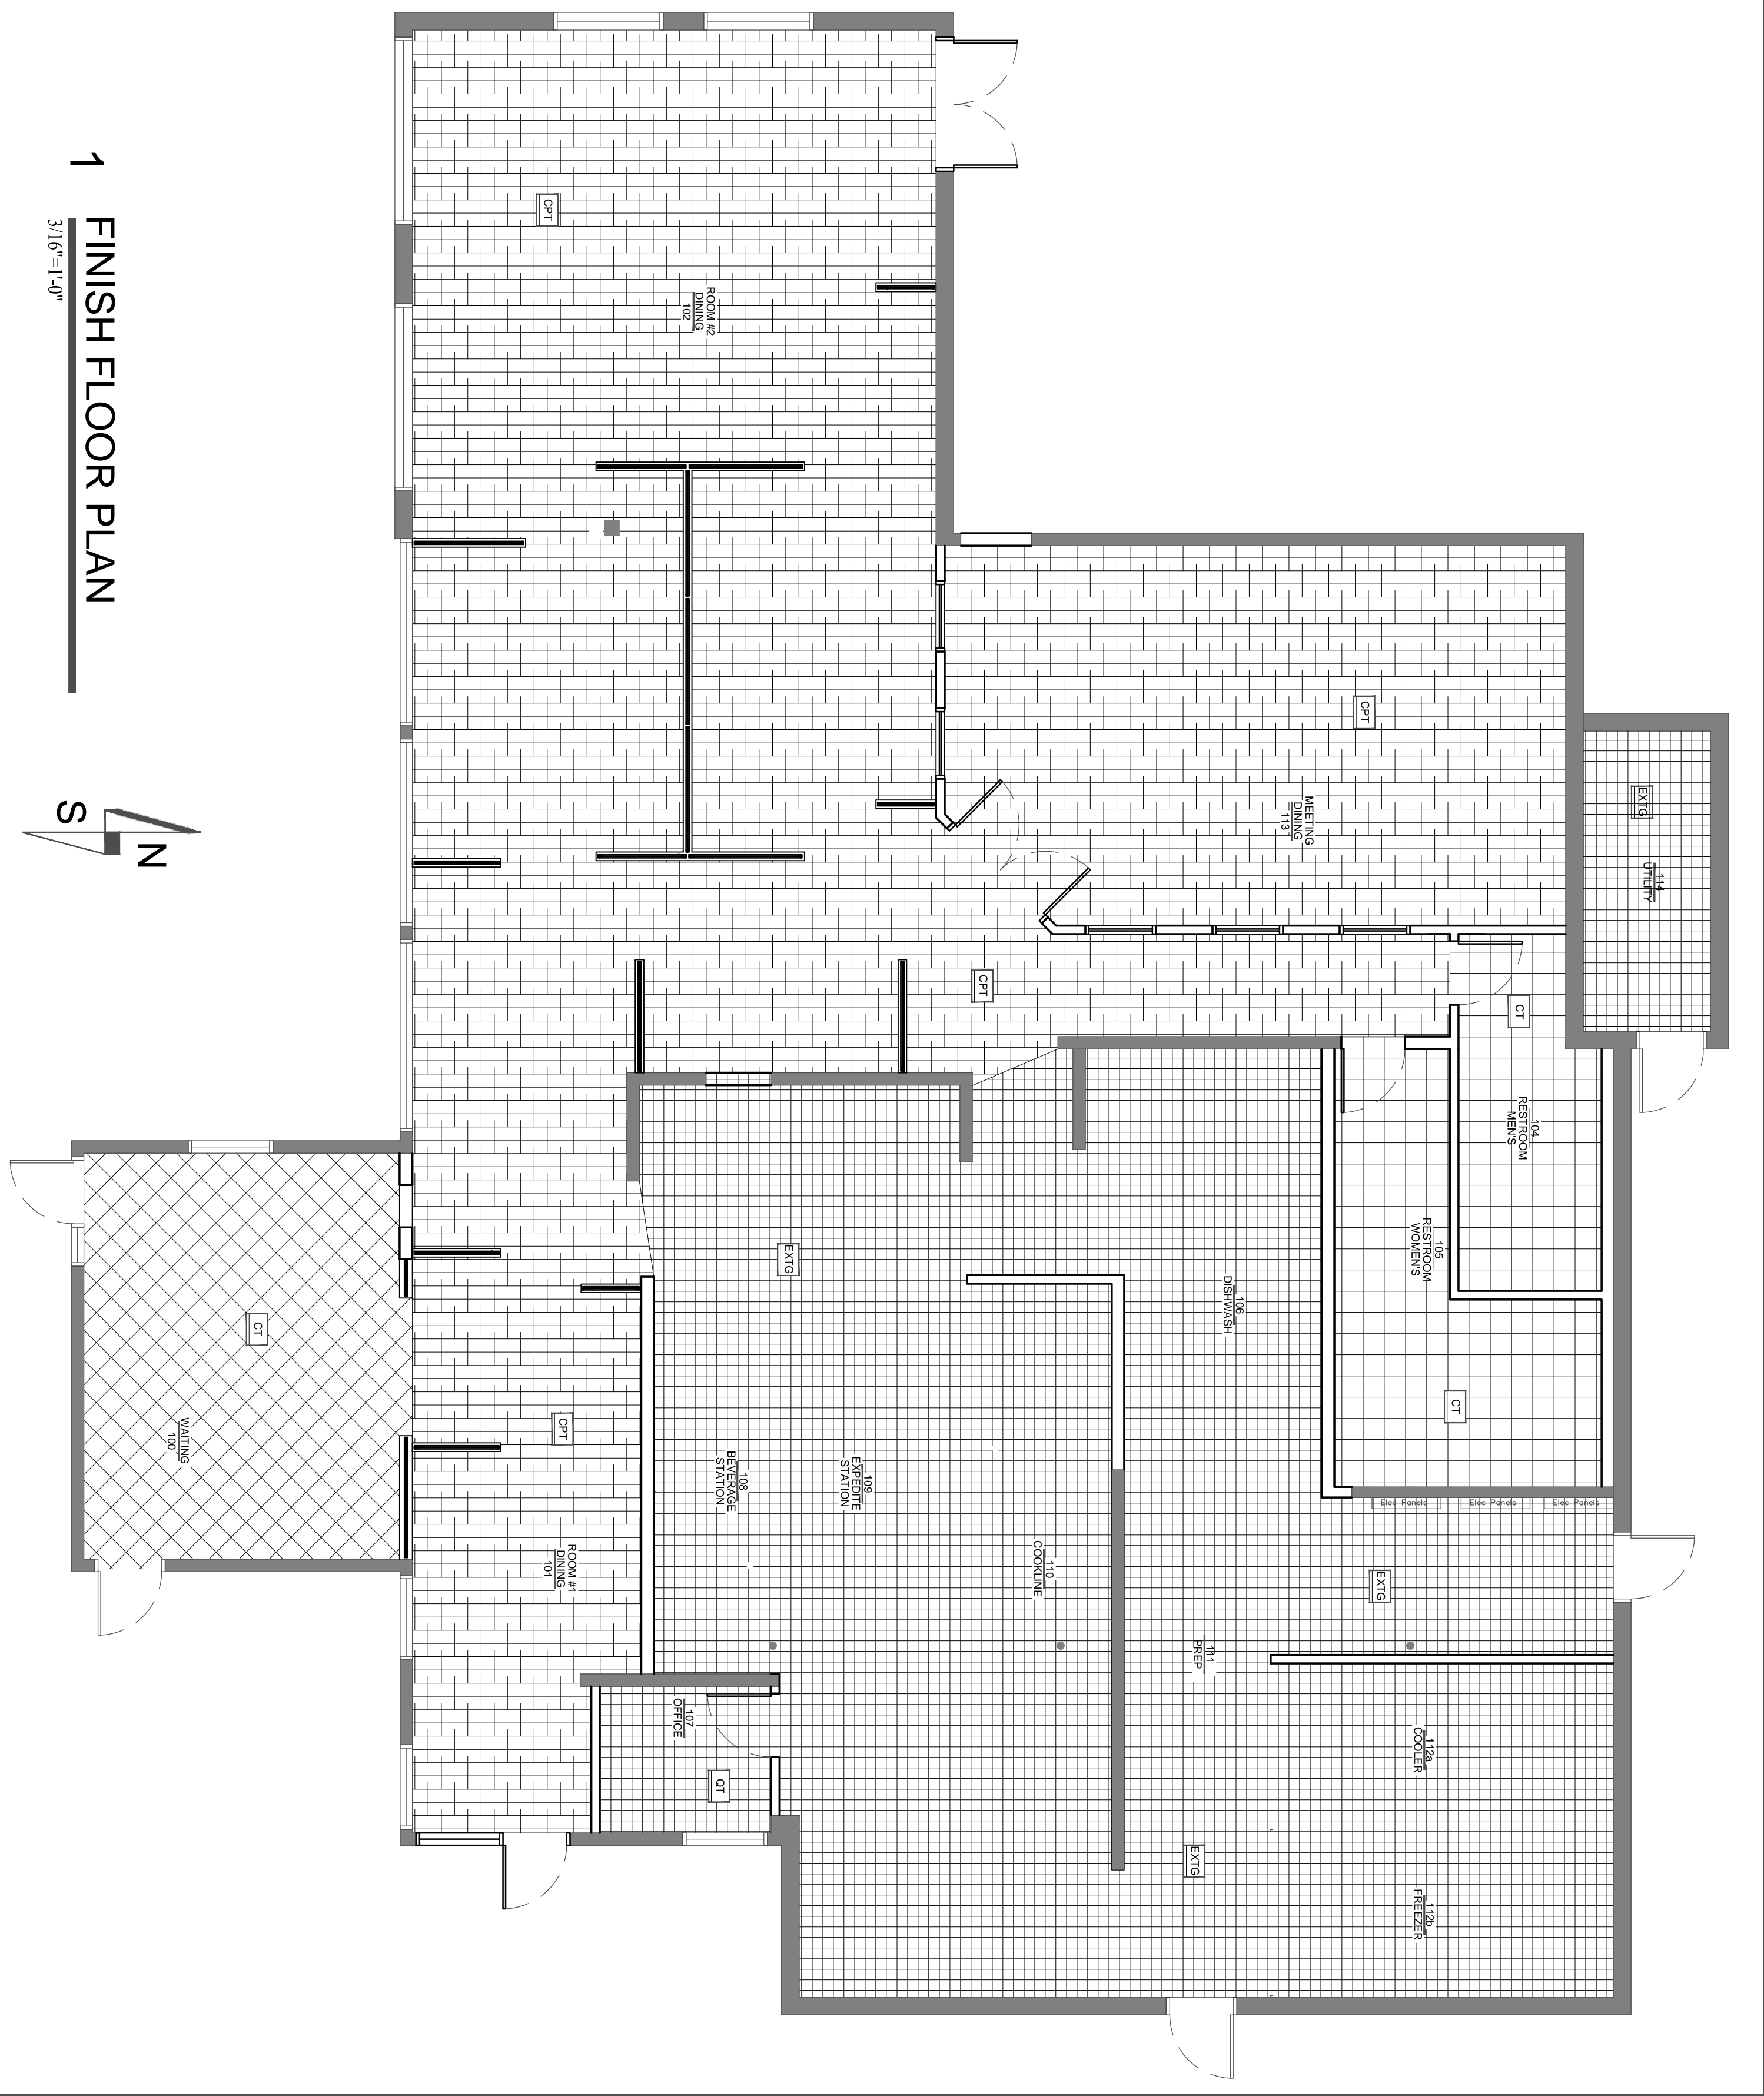 1
FINISH FLOOR PLAN
3/16"=1'-0"
S
N
EXTG
114
UTILITY
CPT
MEETING
DINING
113
CT
104
RESTROOM
MEN'S
105
RESTROOM
WOMEN'S
CT
Elec Panels
Elec Panels
Elec Panels
EXTG
112a
COOLER
112b
FREEZER
106
DISHWASH
111
PREP
EXTG
110
COOKLINE
CPT
109
EXPEDITE
STATION
EXTG
108
BEVERAGE
STATION
ROOM #2
DINING
102
107
OFFICE
QT
CPT
CPT
ROOM #1
DINING
101
CT
WAITING
100